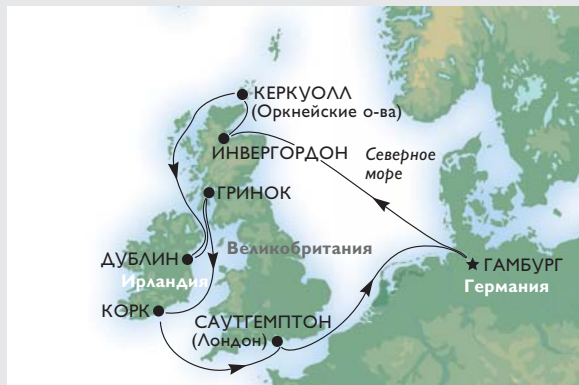 КЕРКУОЛЛ
(Оркнейские о-ва)
ИНВЕРГОРДОН
Северное
море
ГРИНОК
Великобритания
ДУБЛИН
Ирландия
ГАМБУРГ
Германия
КОРК
САУТГЕМПТОН
(Лондон)